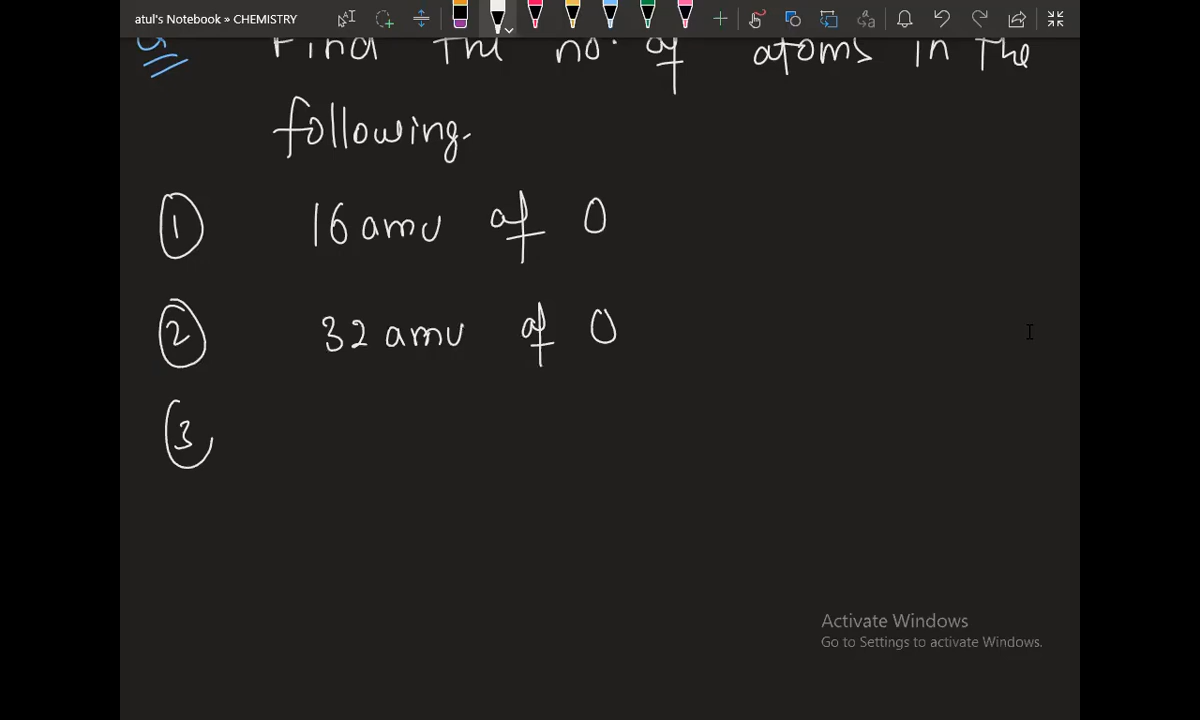 atul's Notebook » CHEMISTRY
Find the no. of atoms in the
following.
1 16 amu of O
2 32 amu of O
3
Activate Windows
Go to Settings to activate Windows.